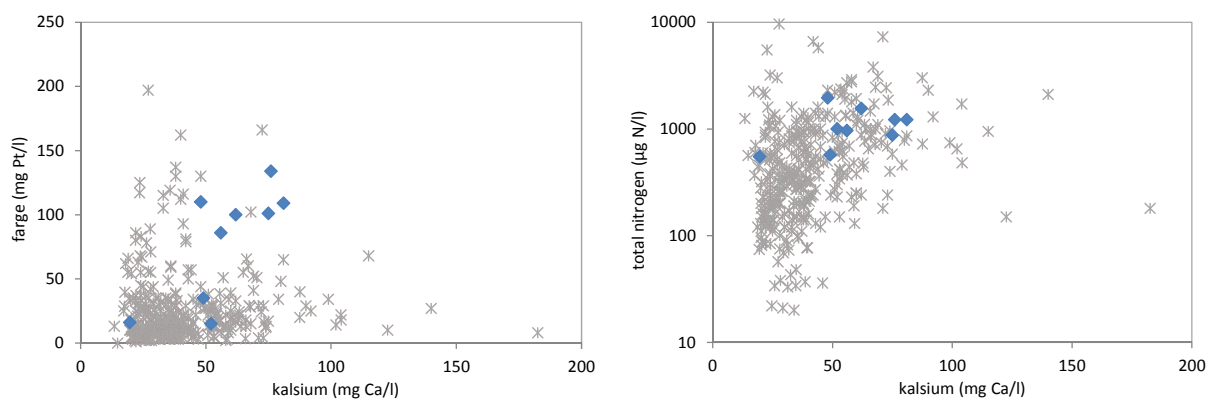 250
200
150
100
50
0
farge (mg Pt/l)
0 50 100 150 200
kalsium (mg Ca/l)
10000
1000
100
10
total nitrogen (µg N/l)
0 50 100 150 200
kalsium (mg Ca/l)